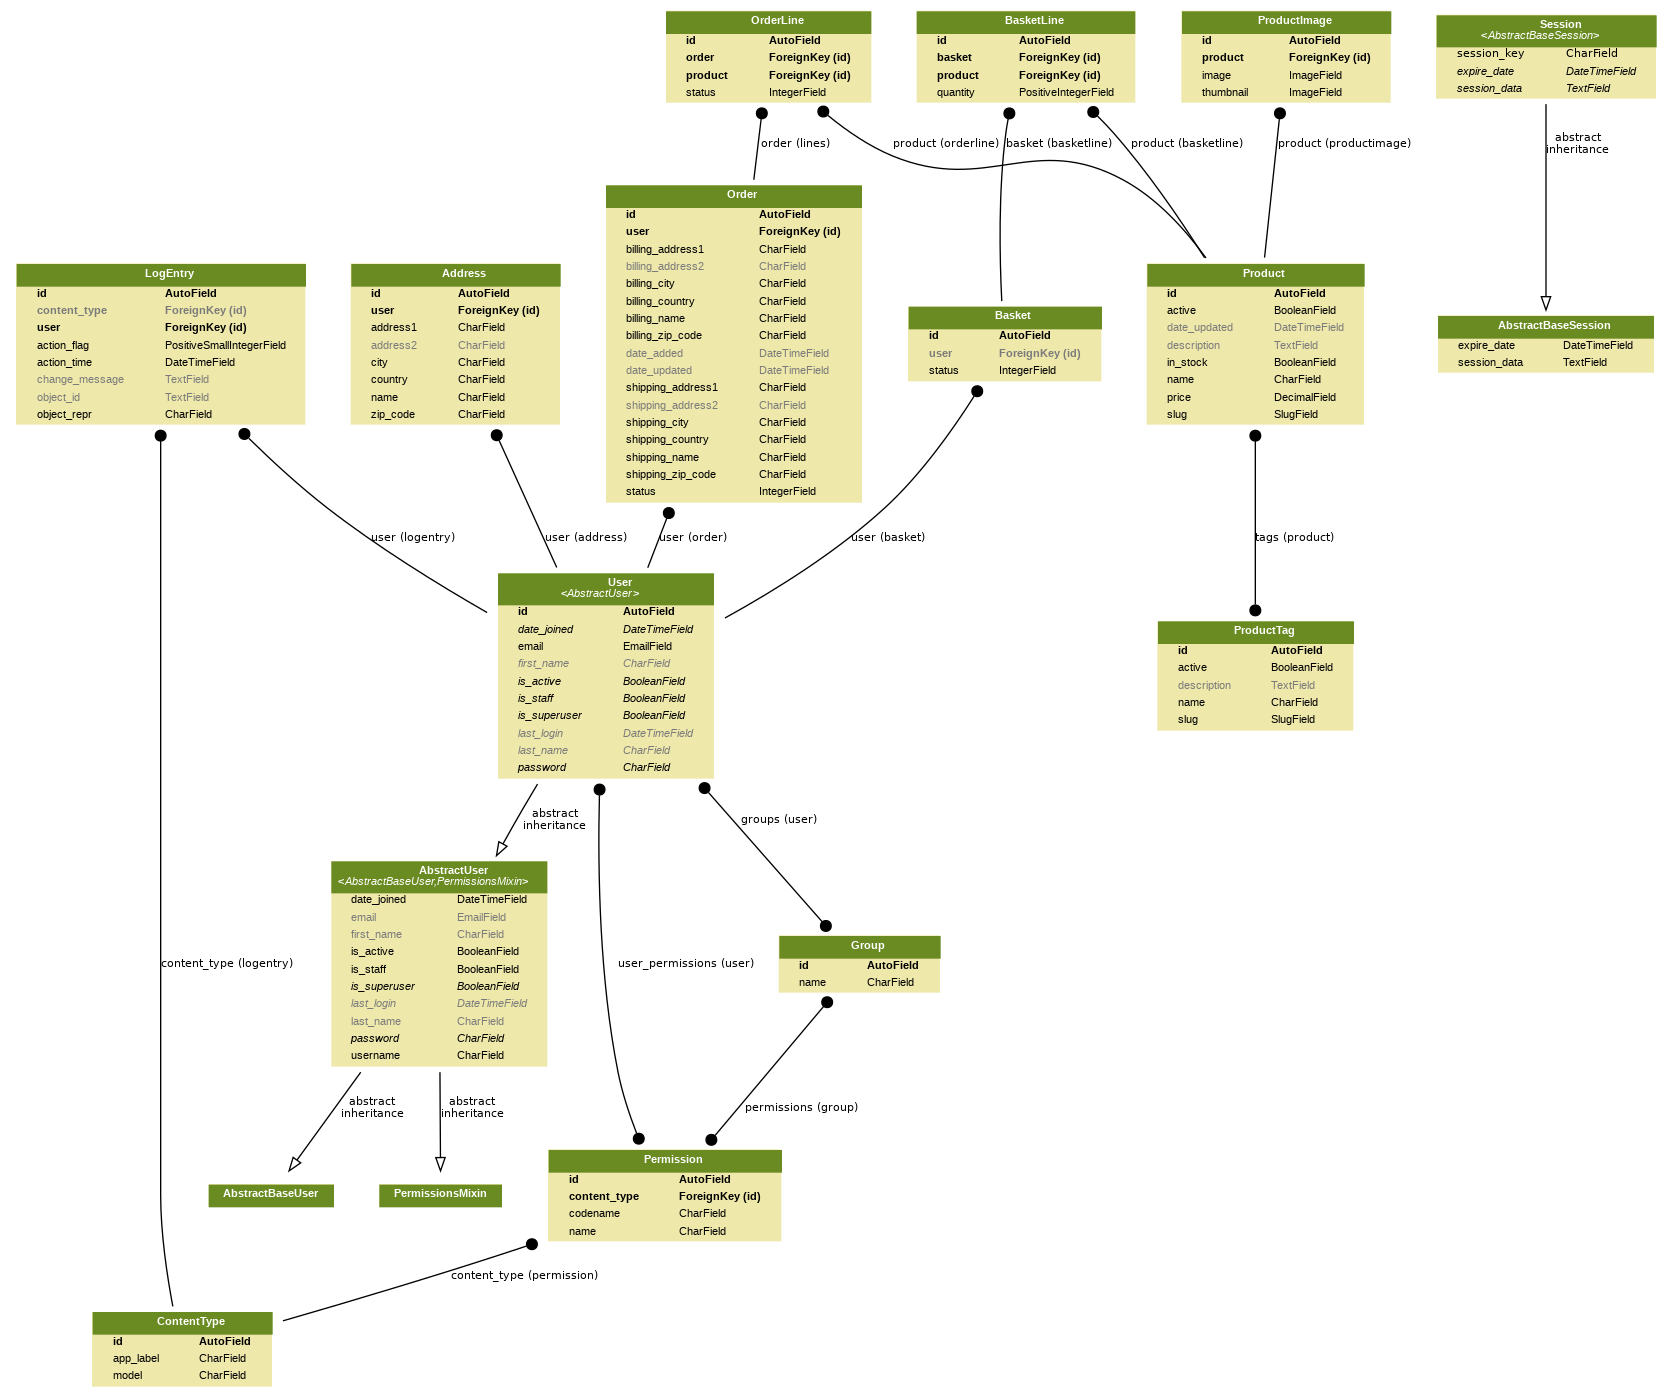 OrderLine
id AutoField
order ForeignKey (id)
product ForeignKey (id)
status IntegerField
BasketLine
id AutoField
basket ForeignKey (id)
product ForeignKey (id)
quantity PositiveIntegerField
ProductImage
id AutoField
product ForeignKey (id)
image ImageField
thumbnail ImageField
Session
<AbstractBaseSession>
session_key CharField
expire_date DateTimeField
session_data TextField
order (lines)
product (orderline)
basket (basketline)
product (basketline)
product (productimage)
abstract
inheritance
Order
id AutoField
user ForeignKey (id)
billing_address1 CharField
billing_address2 CharField
billing_city CharField
billing_country CharField
billing_name CharField
billing_zip_code CharField
date_added DateTimeField
date_updated DateTimeField
shipping_address1 CharField
shipping_address2 CharField
shipping_city CharField
shipping_country CharField
shipping_name CharField
shipping_zip_code CharField
status IntegerField
LogEntry
id AutoField
content_type ForeignKey (id)
user ForeignKey (id)
action_flag PositiveSmallIntegerField
action_time DateTimeField
change_message TextField
object_id TextField
object_repr CharField
Address
id AutoField
user ForeignKey (id)
address1 CharField
address2 CharField
city CharField
country CharField
name CharField
zip_code CharField
Basket
id AutoField
user ForeignKey (id)
status IntegerField
Product
id AutoField
active BooleanField
date_updated DateTimeField
description TextField
in_stock BooleanField
name CharField
price DecimalField
slug SlugField
AbstractBaseSession
expire_date DateTimeField
session_data TextField
user (logentry)
user (address)
user (order)
user (basket)
tags (product)
User
<AbstractUser>
id AutoField
date_joined DateTimeField
email EmailField
first_name CharField
is_active BooleanField
is_staff BooleanField
is_superuser BooleanField
last_login DateTimeField
last_name CharField
password CharField
ProductTag
id AutoField
active BooleanField
description TextField
name CharField
slug SlugField
abstract
inheritance
groups (user)
AbstractUser
<AbstractBaseUser,PermissionsMixin>
date_joined DateTimeField
email EmailField
first_name CharField
is_active BooleanField
is_staff BooleanField
is_superuser BooleanField
last_login DateTimeField
last_name CharField
password CharField
username CharField
content_type (logentry)
user_permissions (user)
Group
id AutoField
name CharField
abstract
inheritance
abstract
inheritance
permissions (group)
AbstractBaseUser
PermissionsMixin
Permission
id AutoField
content_type ForeignKey (id)
codename CharField
name CharField
content_type (permission)
ContentType
id AutoField
app_label CharField
model CharField